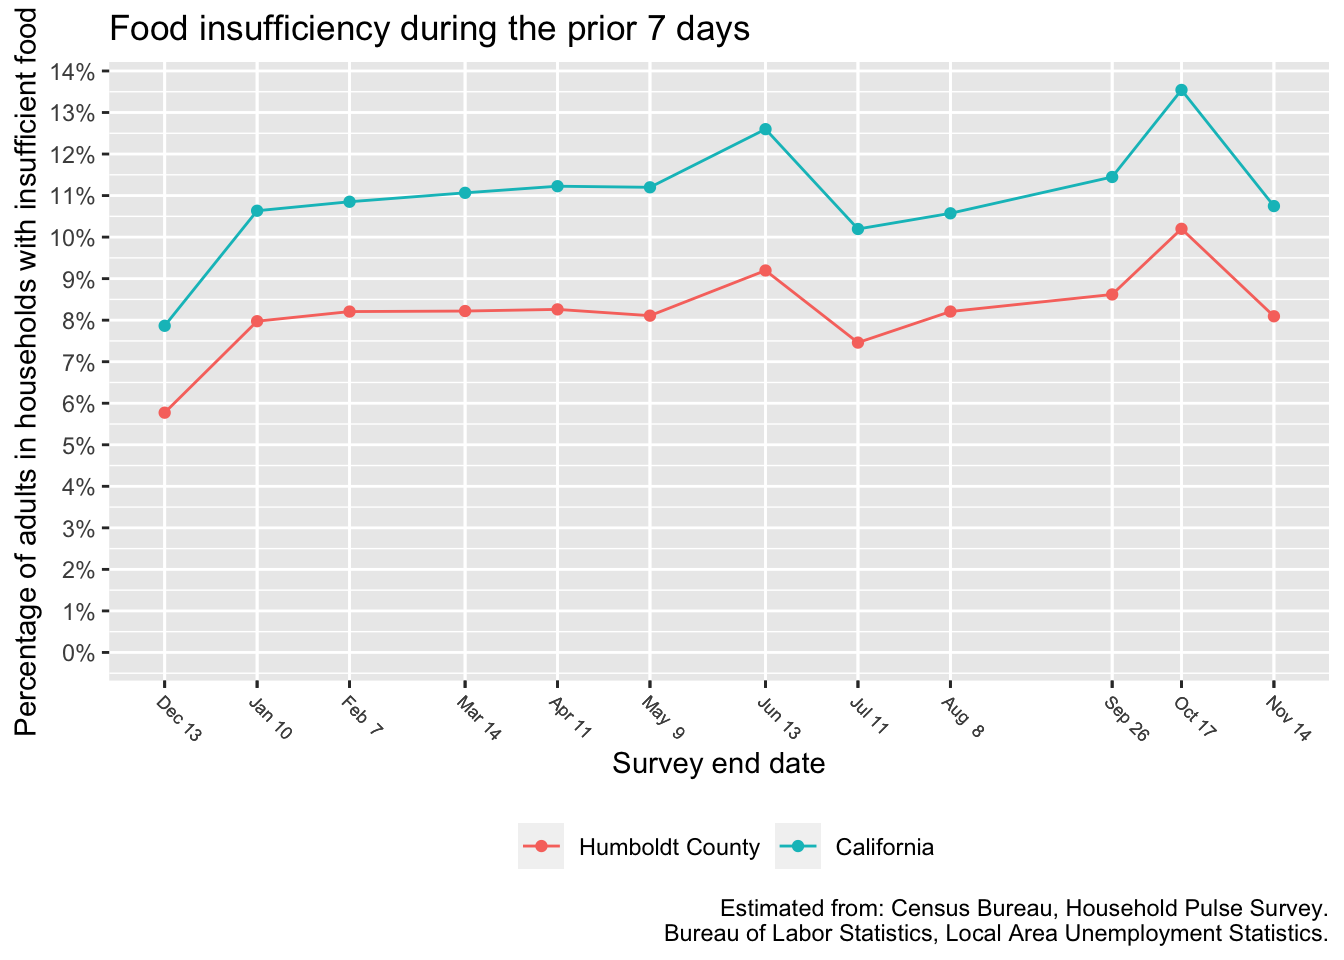 Food insufficiency during the prior 7 days
Percentage of adults in households with insufficient food
14%
13%
12%
11%
10%
9%
8%
7%
6%
5%
4%
3%
2%
1%
0%
Dec 13
Jan 10
Feb 7
Mar 14
Apr 11
May 9
Jun 13
Jul 11
Aug 8
Sep 26
Oct 17
Nov 14
Survey end date
Humboldt County
California
Estimated from: Census Bureau, Household Pulse Survey.
Bureau of Labor Statistics, Local Area Unemployment Statistics.